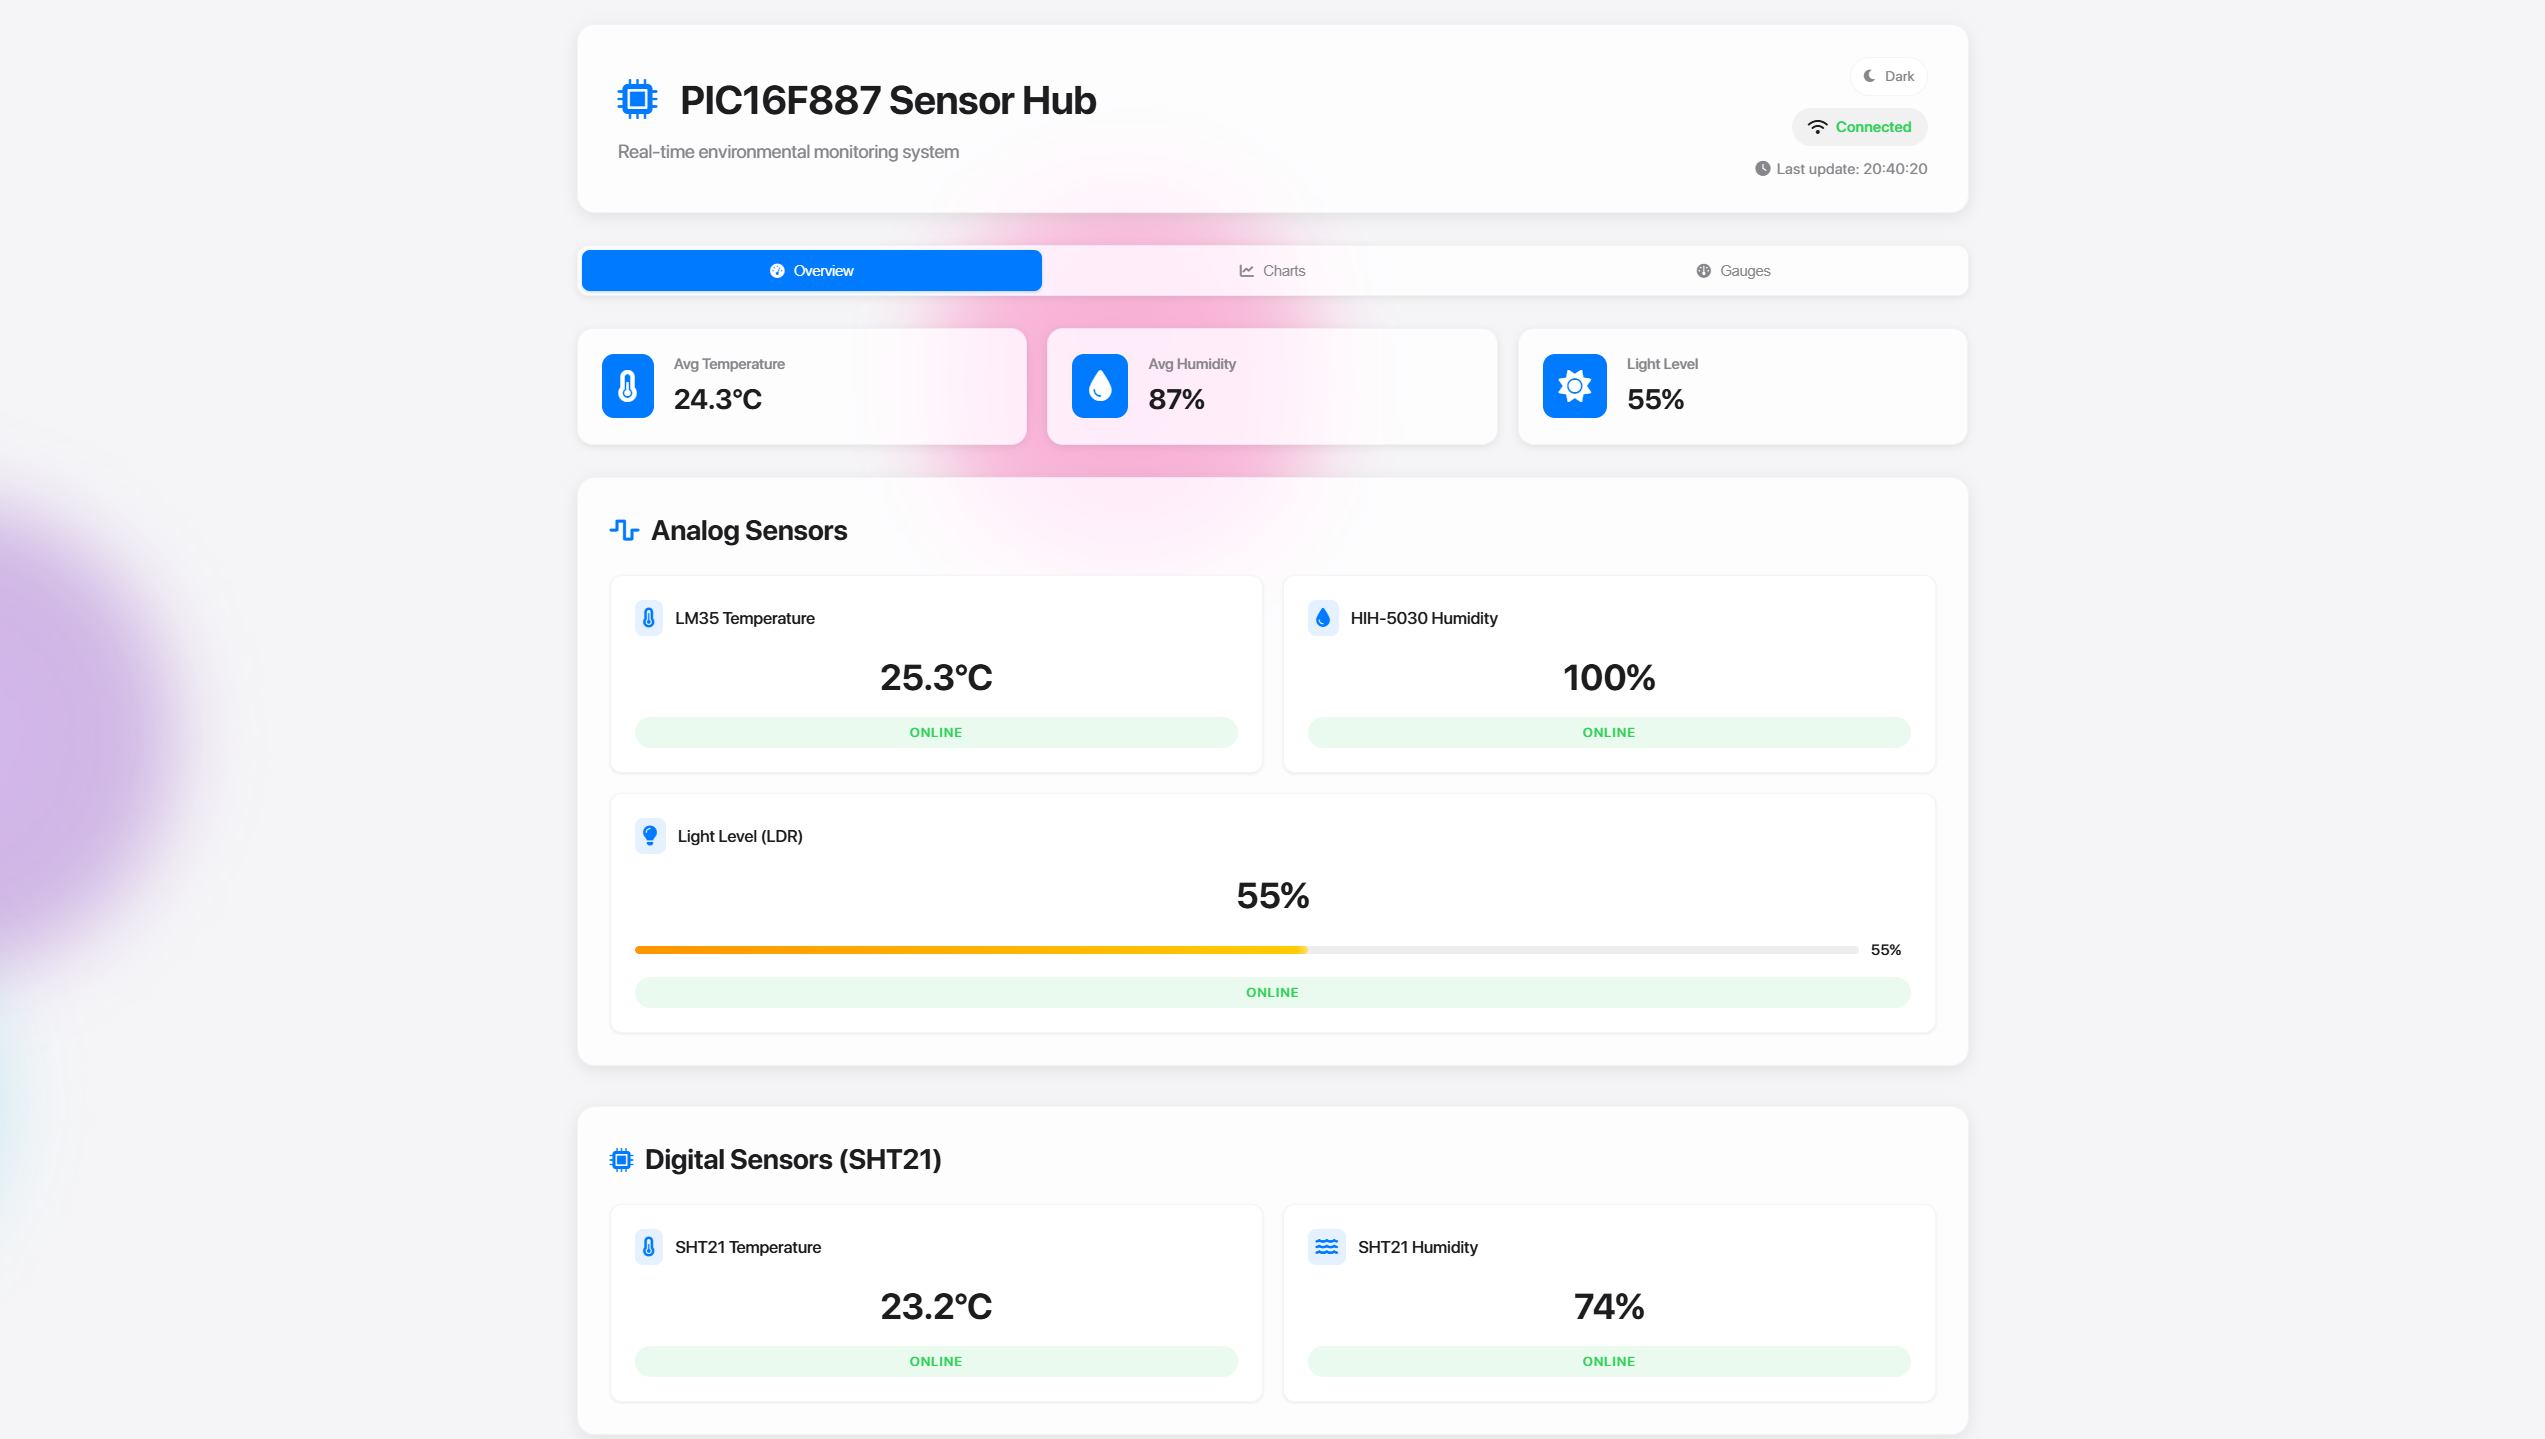 PIC16F887 Sensor Hub
Real-time environmental monitoring system
Dark
Connected
Last update: 20:40:20
Overview
Charts
Gauges
Avg Temperature
24.3°C
Avg Humidity
87%
Light Level
55%
Analog Sensors
LM35 Temperature
25.3°C
ONLINE
HIH-5030 Humidity
100%
ONLINE
Light Level (LDR)
55%
55%
ONLINE
Digital Sensors (SHT21)
SHT21 Temperature
23.2°C
ONLINE
SHT21 Humidity
74%
ONLINE